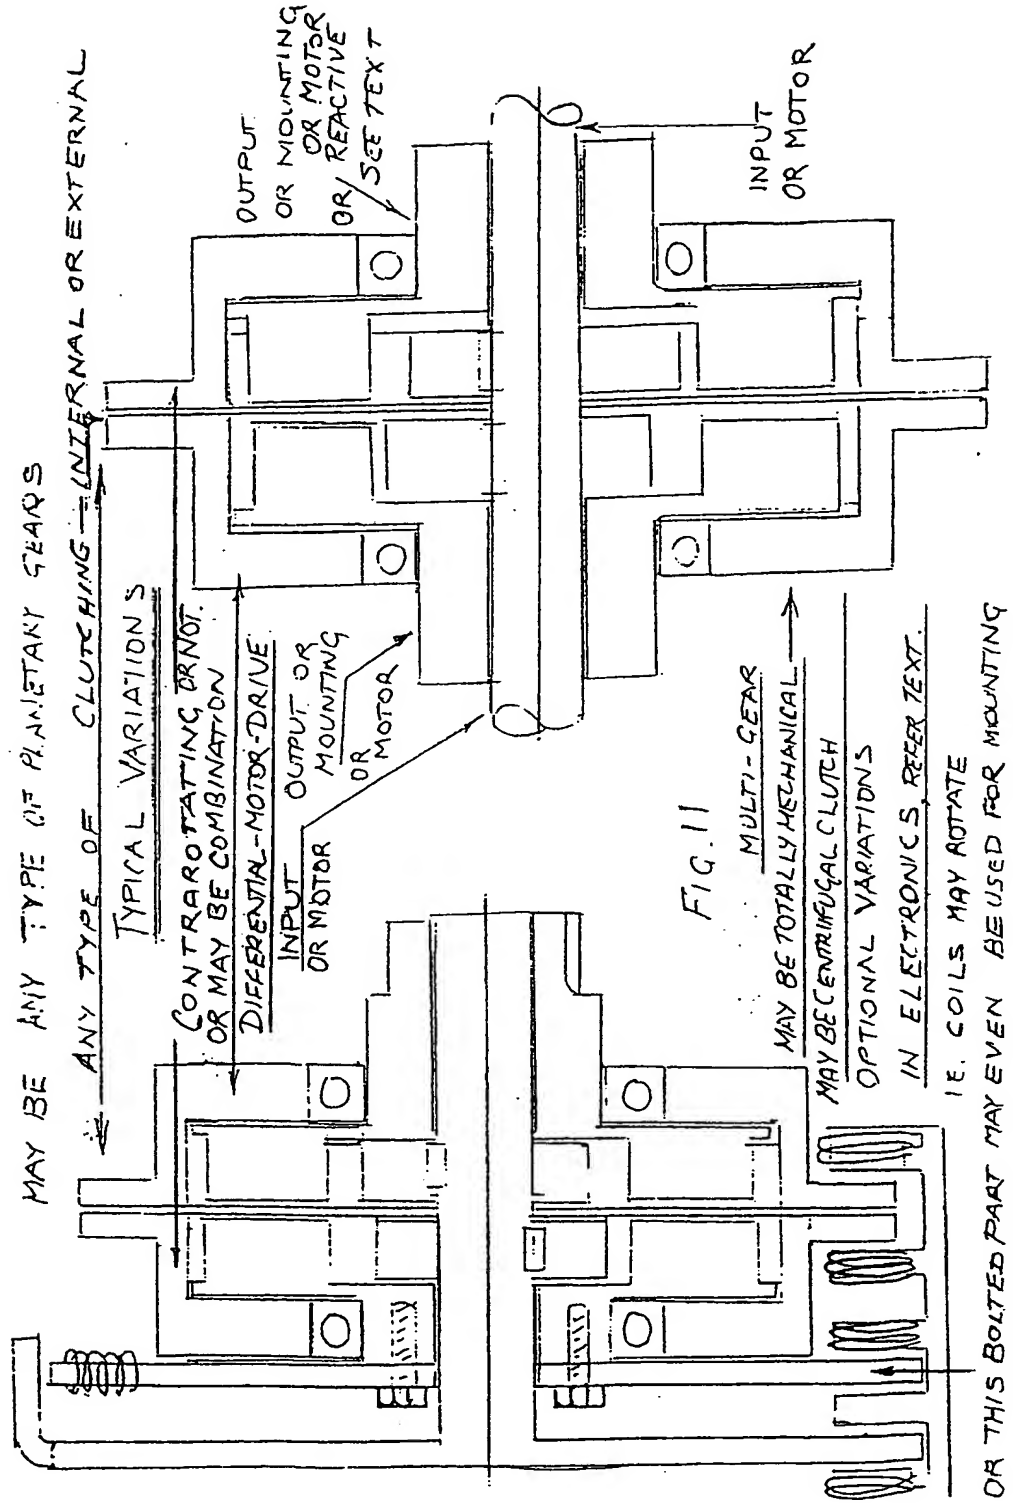 MAY BE ANY TYPE OF PLANETARY GEARS
ANY TYPE OF CLUTCHING-INTERNAL OR EXTERNAL
TYPICAL VARIATIONS
CONTRAROTATING OR NOT.
OR MAY BE COMBINATION
DIFFERENTIAL-MOTOR-DRIVE
INPUT
OR MOTOR
OUTPUT OR
MOUNTING
OR
MOTOR
OUTPUT
OR MOUNTING
OR MOTOR
OR REACTIVE
SEE TEXT
INPUT
OR MOTOR
FIG. 11
MULTI-GEAR
MAY BE TOTALLY MECHANICAL
MAY BE CENTRIFUGAL CLUTCH
OPTIONAL VARIATIONS
IN ELECTRONICS, REFER TEXT.
IE. COILS MAY ROTATE
OR THIS BOLTED PART MAY EVEN BE USED FOR MOUNTING